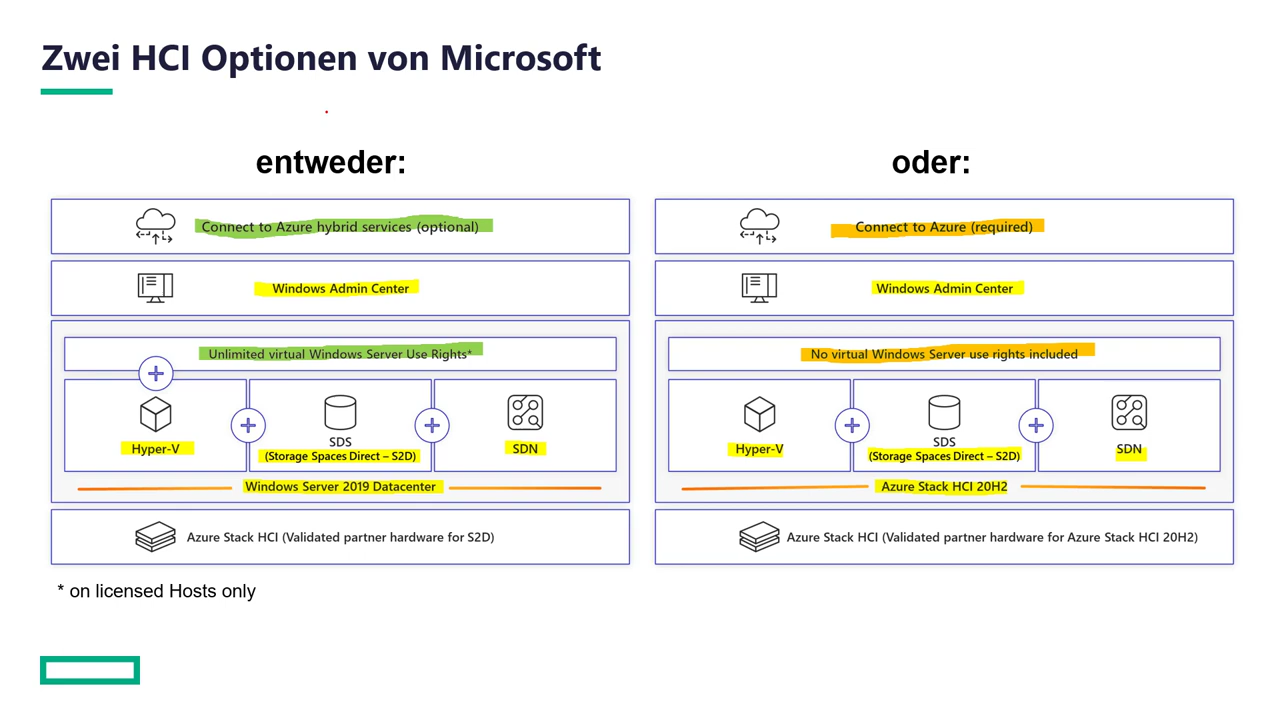 Zwei HCI Optionen von Microsoft
entweder:
Connect to Azure hybrid services (optional)
Windows Admin Center
Unlimited virtual Windows Server Use Rights*
Hyper-V
SDS
(Storage Spaces Direct – S2D)
SDN
Windows Server 2019 Datacenter
Azure Stack HCI (Validated partner hardware for S2D)
* on licensed Hosts only
oder:
Connect to Azure (required)
Windows Admin Center
No virtual Windows Server use rights included
Hyper-V
SDS
(Storage Spaces Direct – S2D)
SDN
Azure Stack HCI 20H2
Azure Stack HCI (Validated partner hardware for Azure Stack HCI 20H2)